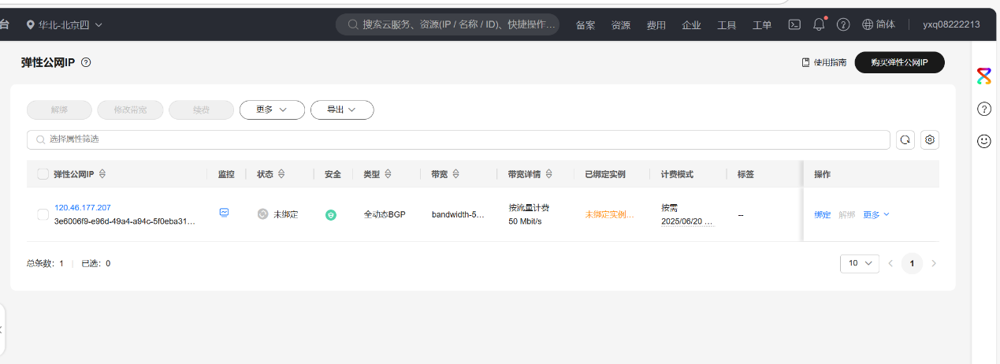 台 华北-北京四 搜索云服务、资源(IP / 名称 / ID)、快捷操作... 备案 资源 费用 企业 工具 工单 简体 yxq08222213
弹性公网IP 使用指南 购买弹性公网IP
解绑 修改带宽 续费 更多 导出
选择属性筛选
弹性公网IP 监控 状态 安全 类型 带宽 带宽详情 已绑定实例 计费模式 标签 操作
120.46.177.207
3e6006f9-e96d-49a4-a94c-5f0eba31...
未绑定 全动态BGP bandwidth-5...
按流量计费
50 Mbit/s
未绑定实例...
按需
2025/06/20 ...
--
绑定 解绑 更多
总条数：1 已选：0 10 1